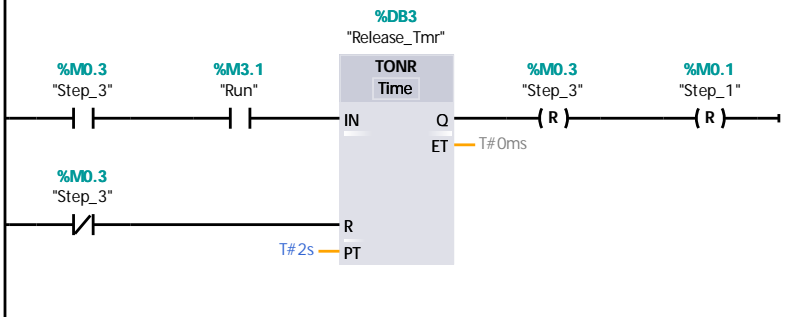 %DB3
"Release_Tmr"
%M0.3
"Step_3"
%M3.1
"Run"
TONR
Time
%M0.3
"Step_3"
%M0.1
"Step_1"
IN
Q
R
R
ET
T#0ms
%M0.3
"Step_3"
R
T#2s
PT